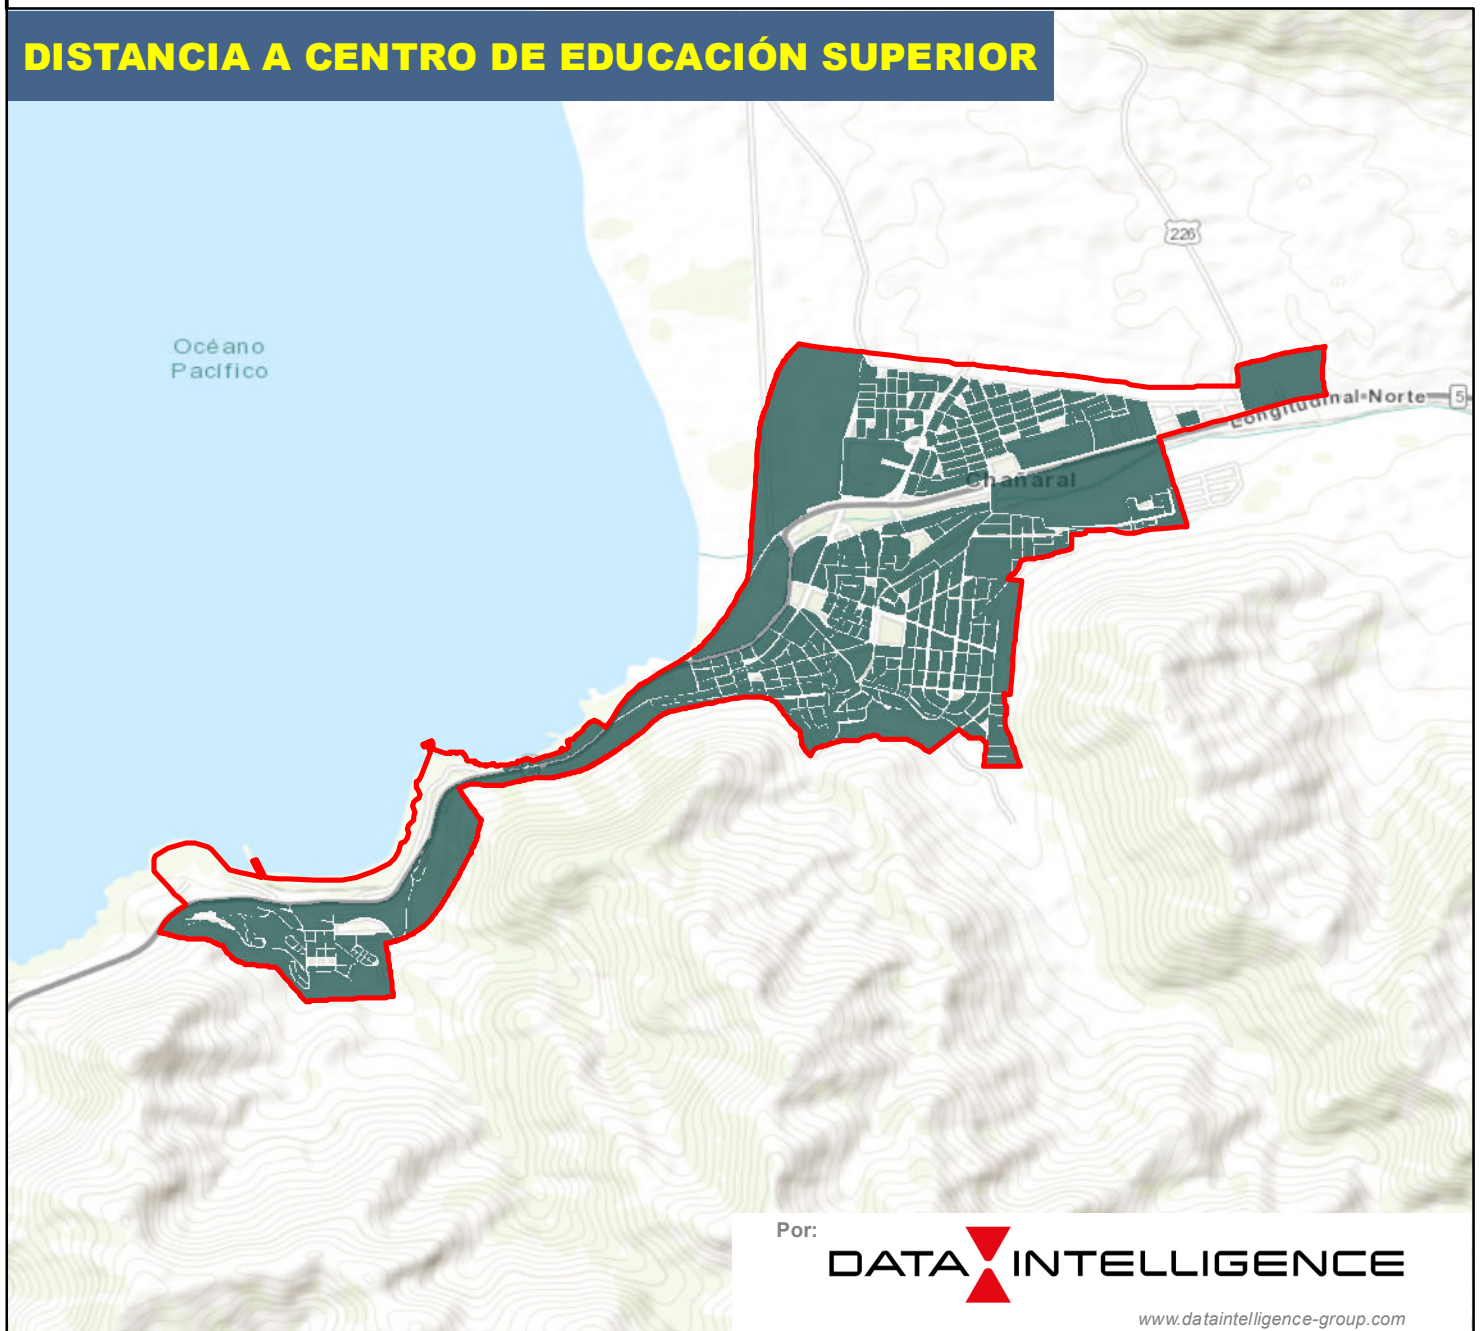 DISTANCIA A CENTRO DE EDUCACIÓN SUPERIOR
226
Océano
Pacífico
Longitudinal-Norte
5
Chañaral
Por:
DATA INTELLIGENCE
www.dataintelligence-group.com